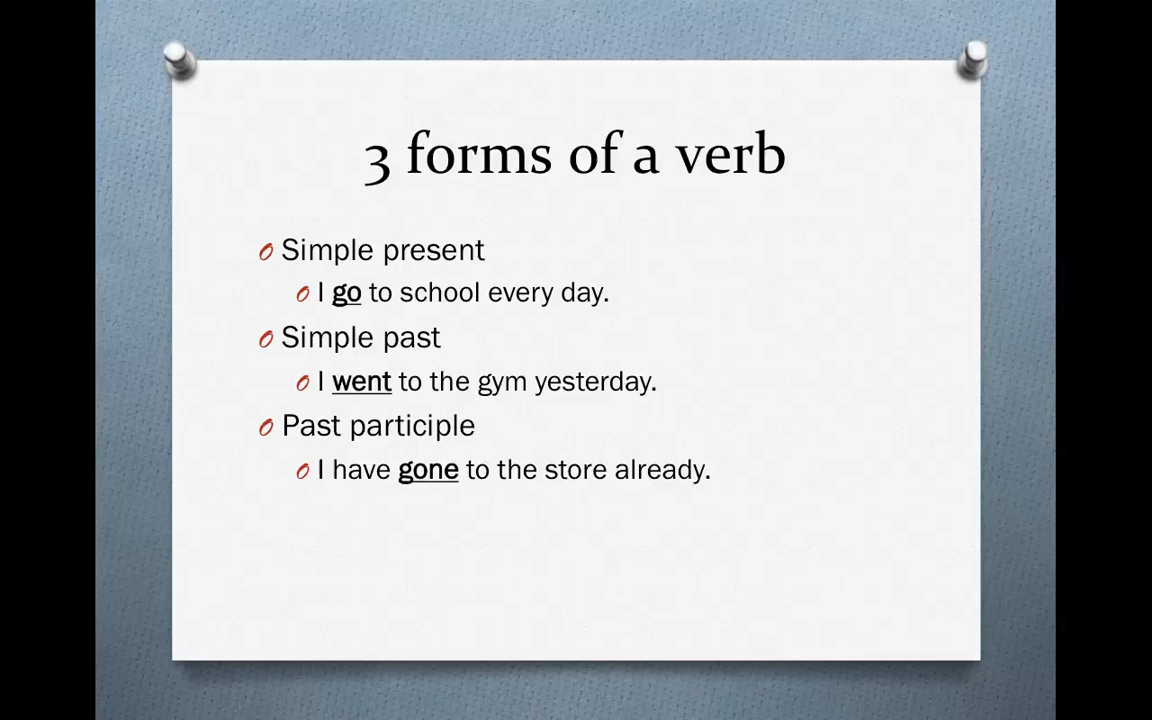 3 forms of a verb
Simple present
I go to school every day.
Simple past
I went to the gym yesterday.
Past participle
I have gone to the store already.